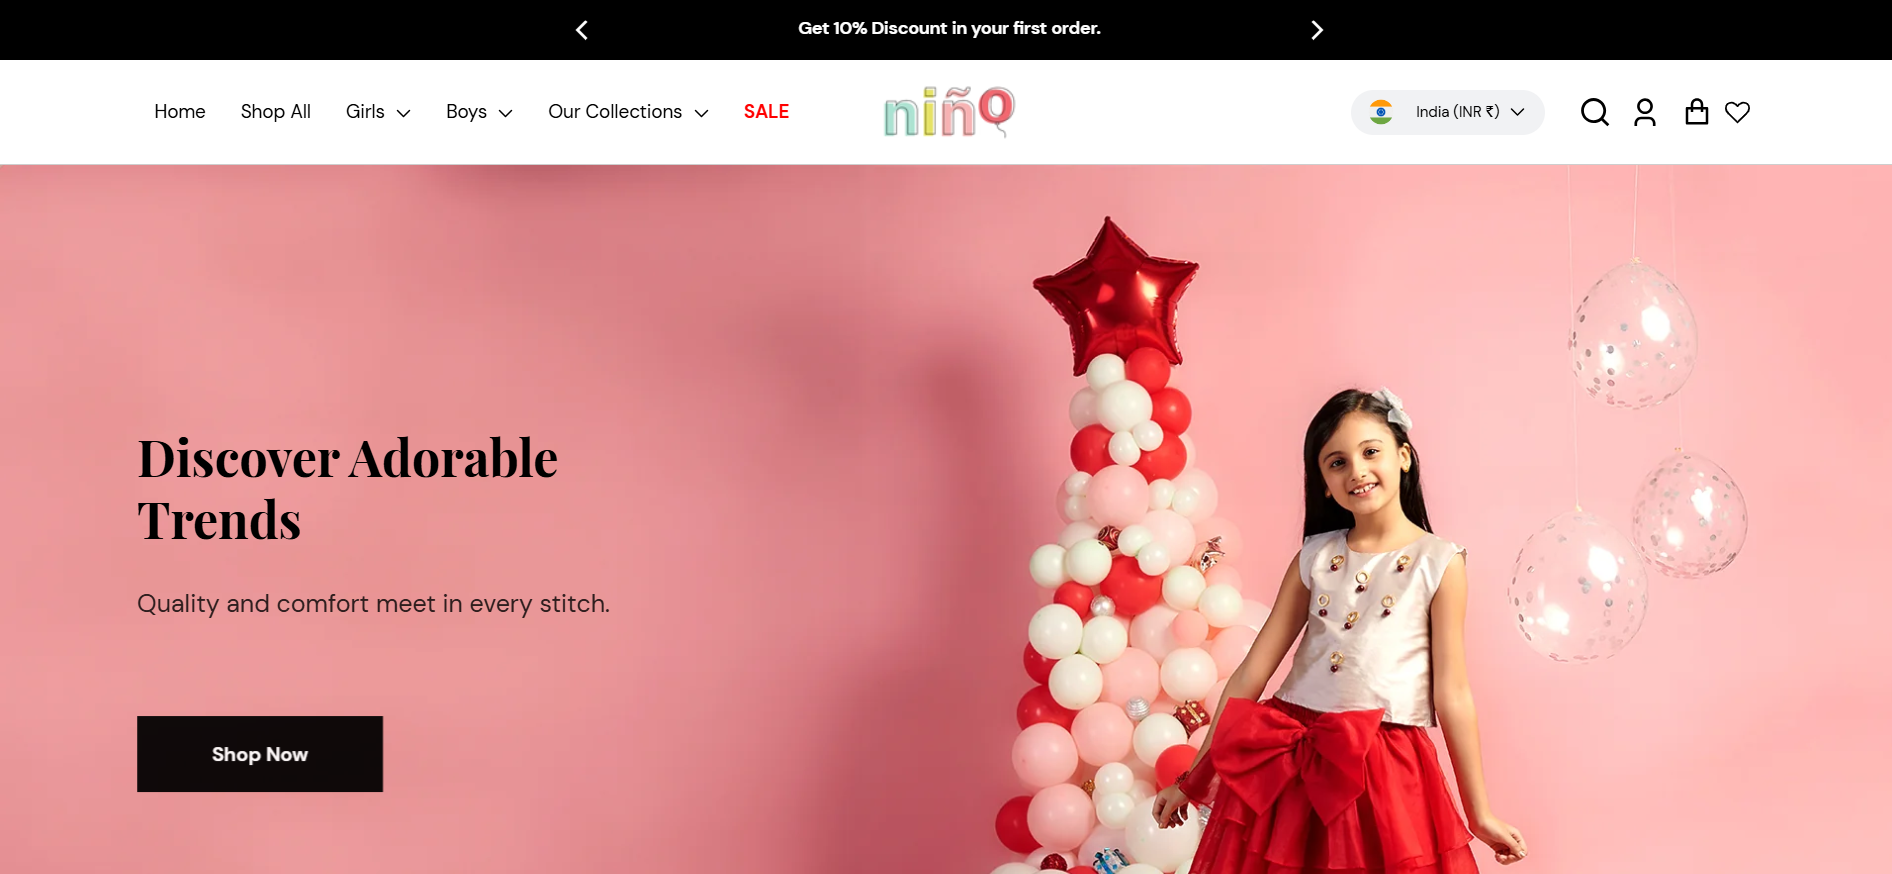 Get 10% Discount in your first order.
Home
Shop All
Girls
Boys
Our Collections
SALE
niño
India (INR ₹)
Discover Adorable
Trends
Quality and comfort meet in every stitch.
Shop Now